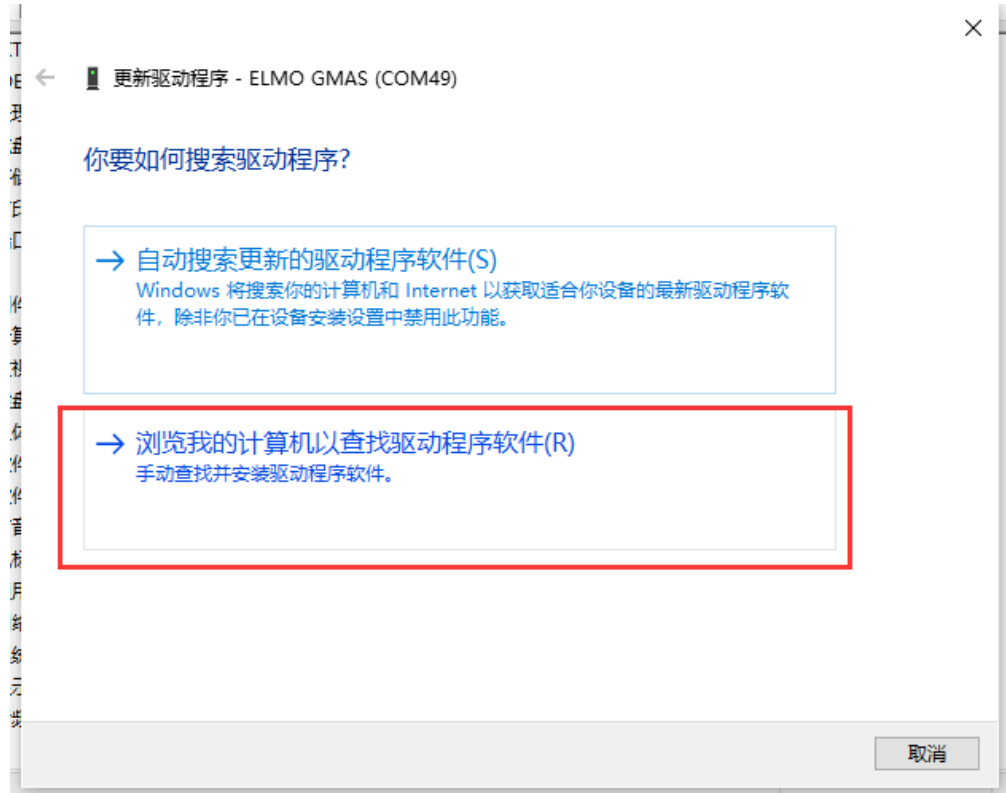 更新驱动程序 - ELMO GMAS (COM49)
你要如何搜索驱动程序?
自动搜索更新的驱动程序软件(S)
Windows 将搜索你的计算机和 Internet 以获取适合你设备的最新驱动程序软
件，除非你已在设备安装设置中禁用此功能。
浏览我的计算机以查找驱动程序软件(R)
手动查找并安装驱动程序软件。
取消